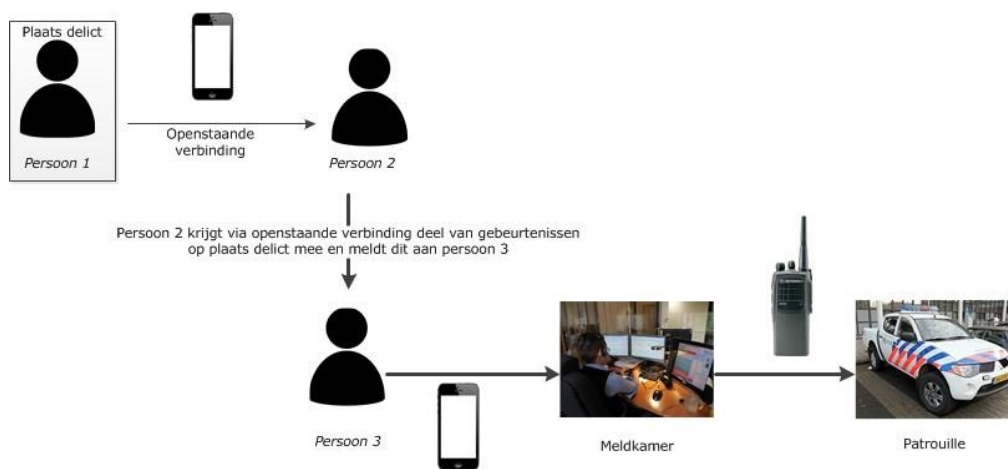 Plaats delict
Persoon 1
Openstaande
verbinding
Persoon 2
Persoon 2 krijgt via openstaande verbinding deel van gebeurtenissen
op plaats delict mee en meldt dit aan persoon 3
Persoon 3
Meldkamer
Patrouille